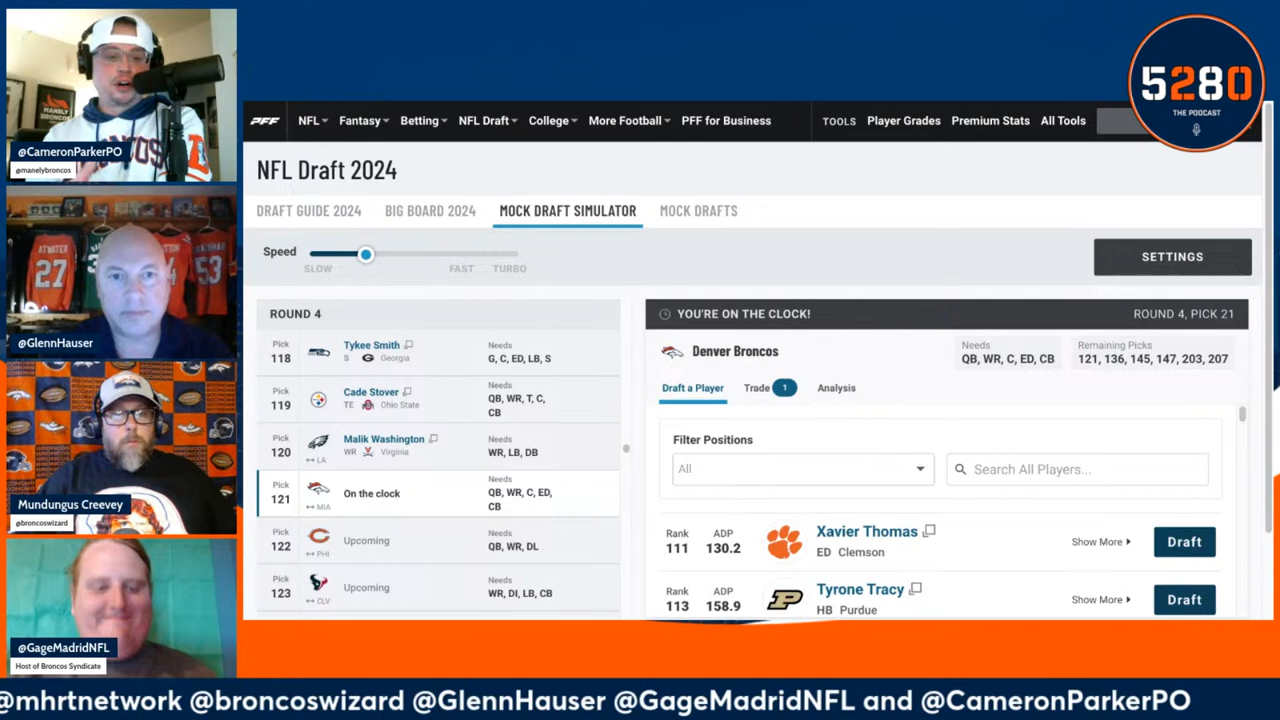 @CameronParkerPO
@manelybroncos
MANELY
BRONCOS
ATWATER
27
53
@GlennHauser
Mundungus Creevey
@broncoswizard
@GageMadridNFL
Host of Broncos Syndicate
5280
THE PODCAST
PFF
NFL
Fantasy
Betting
NFL Draft
College
More Football
PFF for Business
TOOLS
Player Grades
Premium Stats
All Tools
NFL Draft 2024
DRAFT GUIDE 2024
BIG BOARD 2024
MOCK DRAFT SIMULATOR
MOCK DRAFTS
Speed
SLOW
FAST
TURBO
SETTINGS
ROUND 4
Pick
118
Tykee Smith
S G Georgia
Needs
G, C, ED, LB, S
Pick
119
Cade Stover
TE Ohio State
Needs
QB, WR, T, C,
CB
Pick
120
↔ LA
Malik Washington
WR Virginia
Needs
WR, LB, DB
Pick
121
↔ MIA
On the clock
Needs
QB, WR, C, ED,
CB
Pick
122
↔ PHI
Upcoming
Needs
QB, WR, DL
Pick
123
↔ CLV
Upcoming
Needs
WR, DI, LB, CB
YOU'RE ON THE CLOCK!
ROUND 4, PICK 21
Denver Broncos
Needs
QB, WR, C, ED, CB
Remaining Picks
121, 136, 145, 147, 203, 207
Draft a Player
Trade 1
Analysis
Filter Positions
All
Search All Players...
Rank
111
ADP
130.2
Xavier Thomas
ED Clemson
Show More
Draft
Rank
113
ADP
158.9
P
Tyrone Tracy
HB Purdue
Show More
Draft
@mhrtnetwork @broncoswizard @GlennHauser @GageMadridNFL and @CameronParkerPO